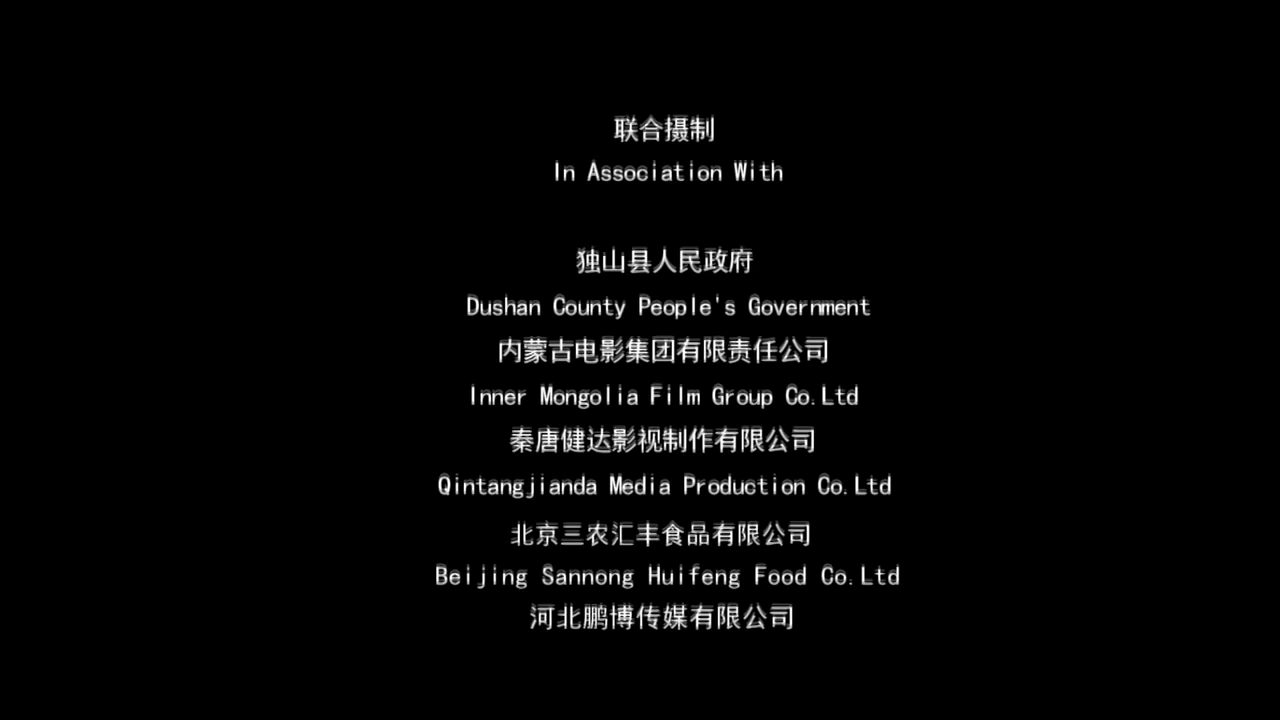 联合摄制
In Association With
独山县人民政府
Dushan County People's Government
内蒙古电影集团有限责任公司
Inner Mongolia Film Group Co.Ltd
秦唐健达影视制作有限公司
Qintangjianda Media Production Co.Ltd
北京三农汇丰食品有限公司
Beijing Sannong Huifeng Food Co.Ltd
河北鹏博传媒有限公司